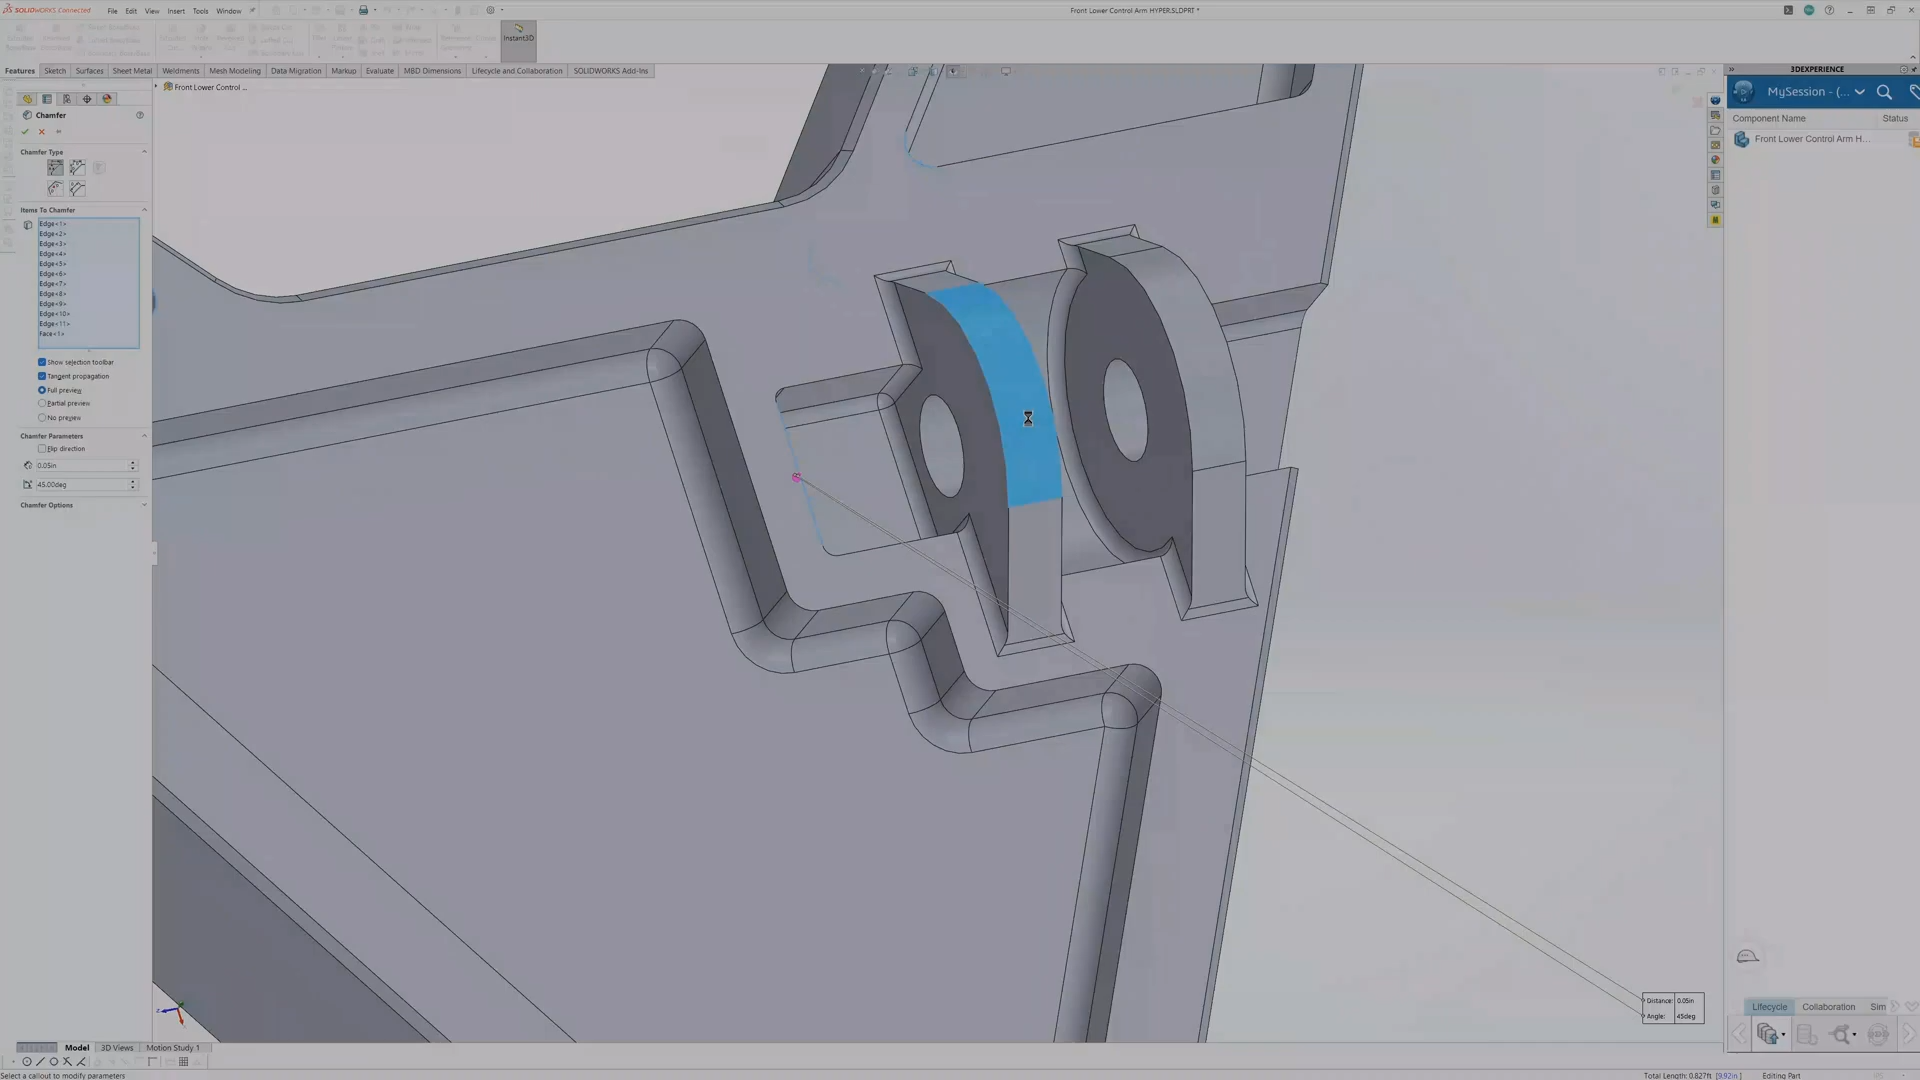 SOLIDWORKS Connected
File Edit View Insert Tools Window
Front Lower Control Arm HYPER.SLDPRT *
Instant3D
Features Sketch Surfaces Sheet Metal Weldments Mesh Modeling Data Migration Markup Evaluate MBD Dimensions Lifecycle and Collaboration SOLIDWORKS Add-Ins
3DEXPERIENCE
MySession - (...
Component Name Status
Front Lower Control Arm H...
Front Lower Control ...
Chamfer
Chamfer Type
Items To Chamfer
Edge<1>
Edge<2>
Edge<3>
Edge<4>
Edge<5>
Edge<6>
Edge<7>
Edge<8>
Edge<9>
Edge<10>
Edge<11>
Face<1>
Show selection toolbar
Tangent propagation
Full preview
Partial preview
No preview
Chamfer Parameters
Flip direction
0.05in
45.00deg
Chamfer Options
Distance: 0.05in
Angle: 45deg
Lifecycle Collaboration Sim
Model 3D Views Motion Study 1
Select a callout to modify parameters
Total Length: 0.827ft [9.92in]
Editing Part